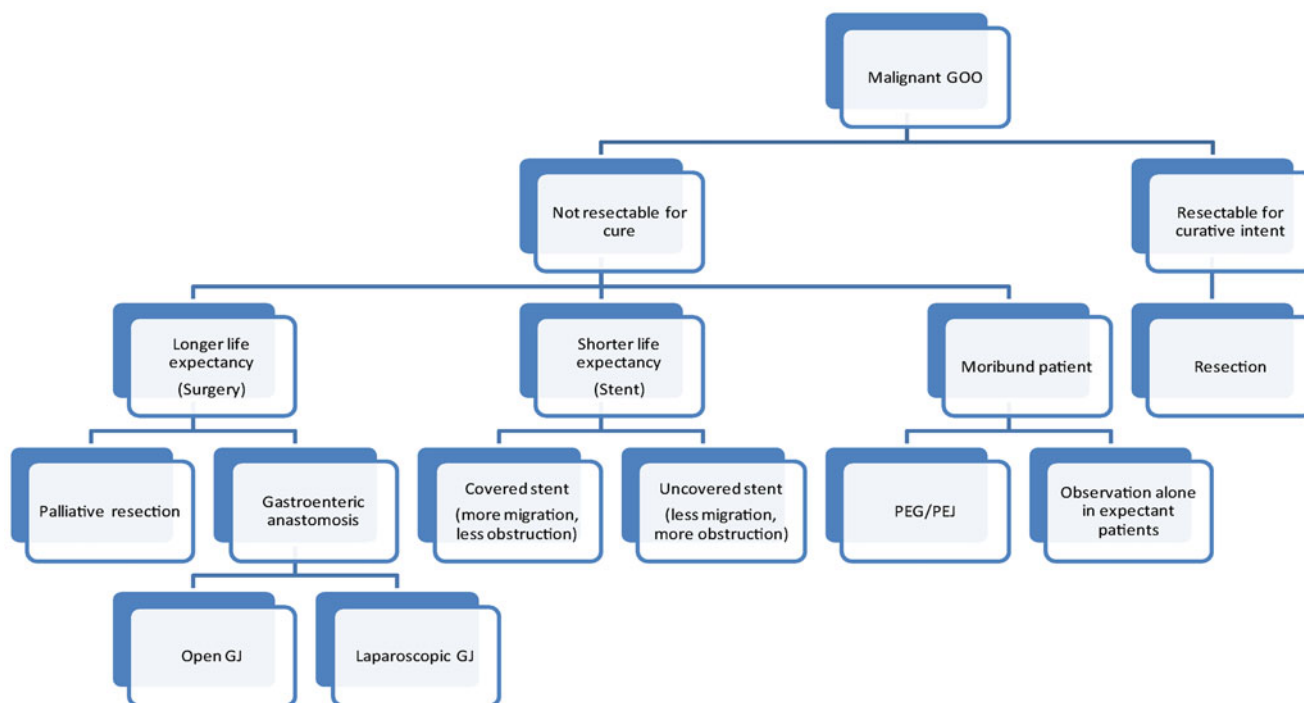 Malignant GOO
Not resectable for
cure
Resectable for
curative intent
Longer life
expectancy
(Surgery)
Shorter life
expectancy
(Stent)
Moribund patient
Resection
Palliative resection
Gastroenteric
anastomosis
Covered stent
(more migration,
less obstruction)
Uncovered stent
(less migration,
more obstruction)
PEG/PEJ
Observation alone
in expectant
patients
Open GJ
Laparoscopic GJ